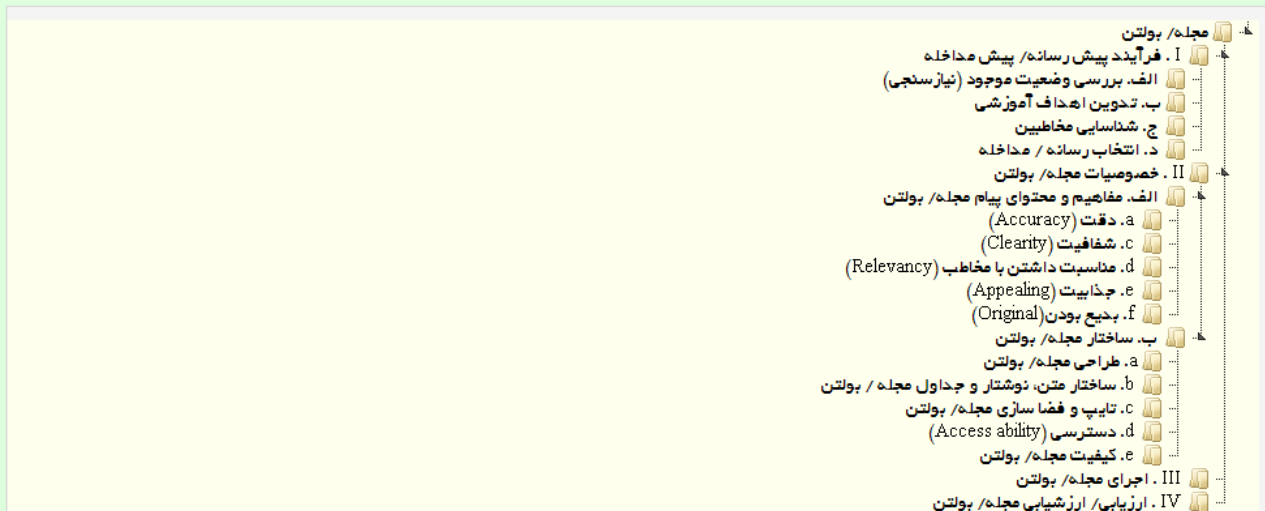 مجله/ بولتن
I . فرآیند پیش رسانه/ پیش مداخله
الف. بررسی وضعیت موجود (نیازسنجی)
ب. تدوین اهداف آموزشی
ج. شناسایی مخاطبین
د. انتخاب رسانه / مداخله
II . خصوصیات مجله/ بولتن
الف. مفاهیم و محتوای پیام مجله/ بولتن
a. دقت (Accuracy)
c. شفافیت (Clearity)
d. مناسبت داشتن با مخاطب (Relevancy)
e. جذابیت (Appealing)
f. بدیع بودن(Original)
ب. ساختار مجله/ بولتن
a. طراحی مجله/ بولتن
b. ساختار متن، نوشتار و جداول مجله / بولتن
c. تایپ و فضا سازی مجله/ بولتن
d. دسترسی (Access ability)
e. کیفیت مجله/ بولتن
III . اجرای مجله/ بولتن
IV . ارزیابی/ ارزشیابی مجله/ بولتن